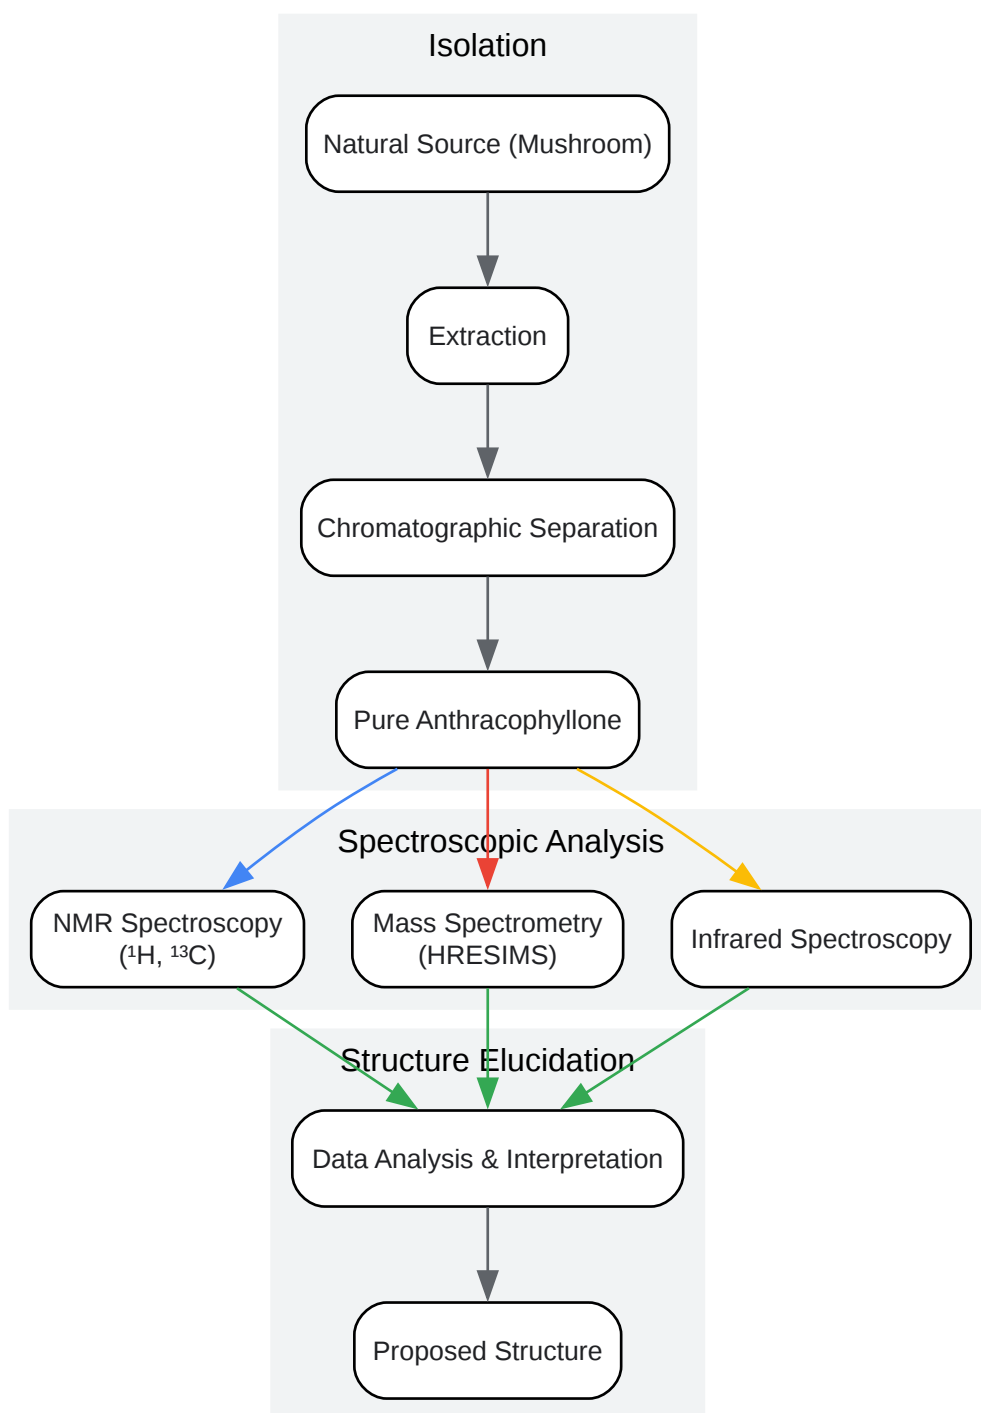 Isolation
Natural Source (Mushroom)
Extraction
Chromatographic Separation
Pure Anthracophyllone
Spectroscopic Analysis
NMR Spectroscopy
(¹H, ¹³C)
Mass Spectrometry
(HRESIMS)
Infrared Spectroscopy
Structure Elucidation
Data Analysis & Interpretation
Proposed Structure